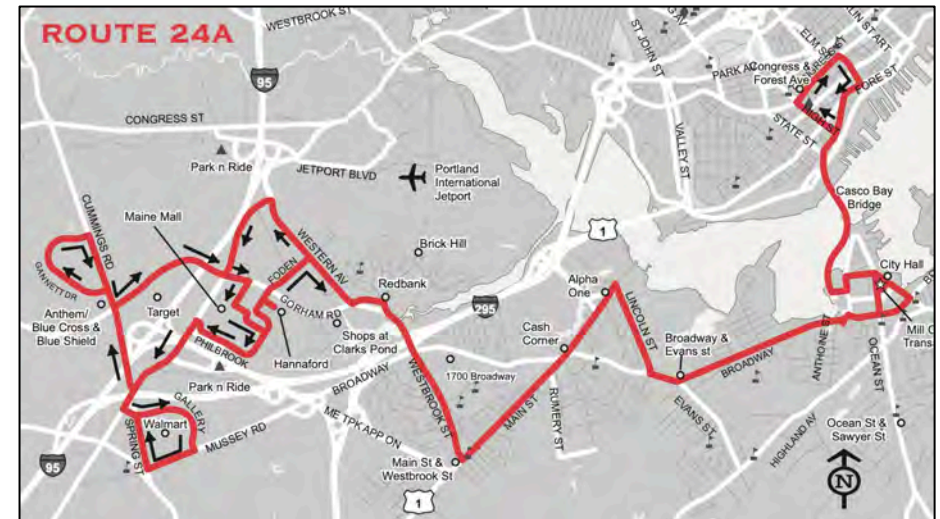 ROUTE 24A
WESTBROOK ST
95
CONGRESS ST
Park n Ride
JETPORT BLVD
Portland
International
Jetport
ST JOHN ST
PARK AV
ELM ST
Congress &
Forest Ave
FORE ST
HIGH ST
STATE ST
VALLEY ST
Casco Bay
Bridge
CUMMINGS RD
Maine Mall
WESTERN AV
FODEN
Brick Hill
1
City Hall
GANNETT DR
Redbank
Alpha
One
Target
GORHAM RD
295
Anthem/
Blue Cross &
Blue Shield
Shops at
Clarks Pond
Cash
Corner
LINCOLN ST
Broadway &
Evans st
BROADWAY
ANTHOINE ST
Mill
OCEAN ST
PHILBROOK
Hannaford
1700 Broadway
Park n Ride
BROADWAY
WESTBROOK ST
MAIN ST
RUMERY ST
EVANS ST
HIGHLAND AV
GALLERY
Walmart
SPRING ST
MUSSEY RD
ME TPK APP ON
Main St &
Westbrook St
Ocean St &
Sawyer St
95
1
N